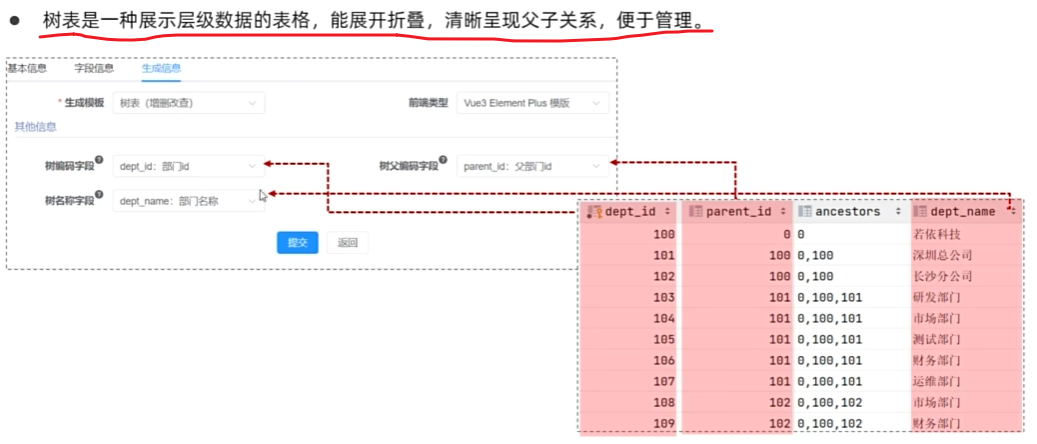 ● 树表是一种展示层级数据的表格，能展开折叠，清晰呈现父子关系，便于管理。
基本信息 字段信息 生成信息
* 生成模板 树表（增删改查） 前端类型 Vue3 Element Plus 模版
其他信息
树编码字段 dept_id：部门id 树父编码字段 parent_id：父部门id
树名称字段 dept_name：部门名称
提交 返回
dept_id parent_id ancestors dept_name
100 0 0 若依科技
101 100 0,100 深圳总公司
102 100 0,100 长沙分公司
103 101 0,100,101 研发部门
104 101 0,100,101 市场部门
105 101 0,100,101 测试部门
106 101 0,100,101 财务部门
107 101 0,100,101 运维部门
108 102 0,100,102 市场部门
109 102 0,100,102 财务部门